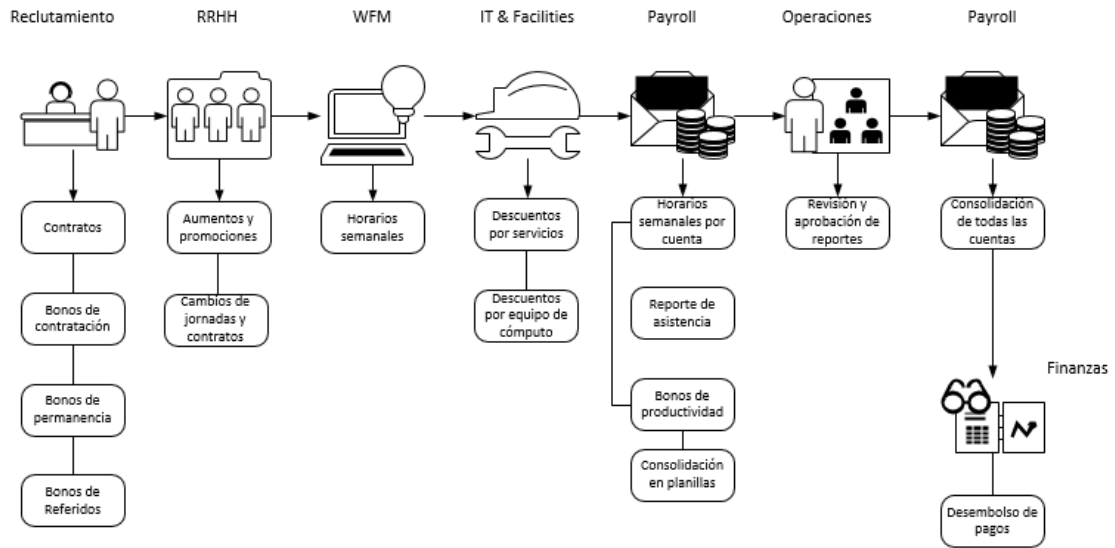 Reclutamiento
RRHH
WFM
IT & Facilities
Payroll
Operaciones
Payroll
Contratos
Bonos de
contratación
Bonos de
permanencia
Bonos de
Referidos
Aumentos y
promociones
Cambios de
jornadas y
contratos
Horarios
semanales
Descuentos
por servicios
Descuentos
por equipo de
cómputo
Horarios
semanales por
cuenta
Reporte de
asistencia
Bonos de
productividad
Consolidación
en planillas
Revisión y
aprobación de
reportes
Consolidación
de todas las
cuentas
Finanzas
Desembolso de
pagos